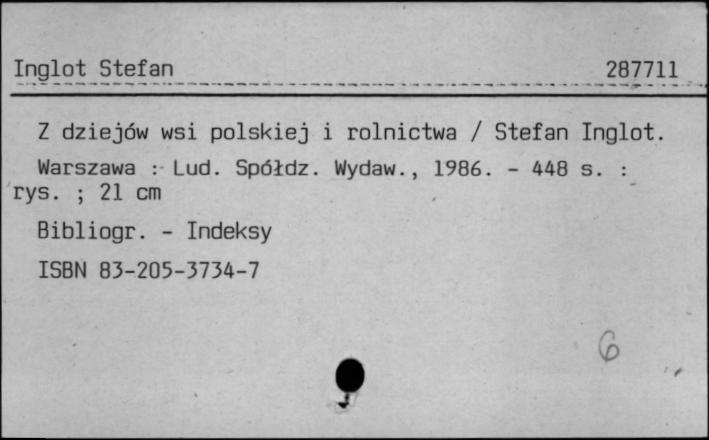 Inglot Stefan 287711
Z dziejów wsi polskiej i rolnictwa / Stefan Inglot.
Warszawa : Lud. Spółdz. Wydaw., 1986. - 448 s. :
rys. ; 21 cm
Bibliogr. - Indeksy
ISBN 83-205-3734-7
6